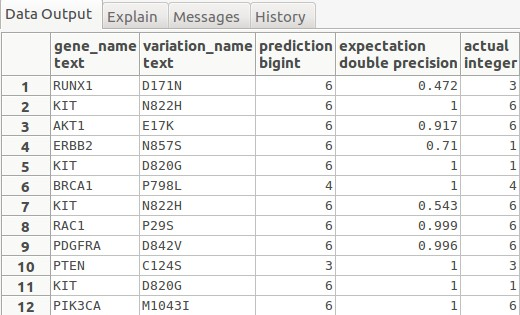 Data Output Explain Messages History
gene_name variation_name prediction expectation actual
text text bigint double precision integer
1 RUNX1 D171N 6 0.472 3
2 KIT N822H 6 1 6
3 AKT1 E17K 6 0.917 6
4 ERBB2 N857S 6 0.71 1
5 KIT D820G 6 1 1
6 BRCA1 P798L 4 1 4
7 KIT N822H 6 0.543 6
8 RAC1 P29S 6 0.999 6
9 PDGFRA D842V 6 0.996 6
10 PTEN C124S 3 1 3
11 KIT D820G 6 1 1
12 PIK3CA M1043I 6 1 6